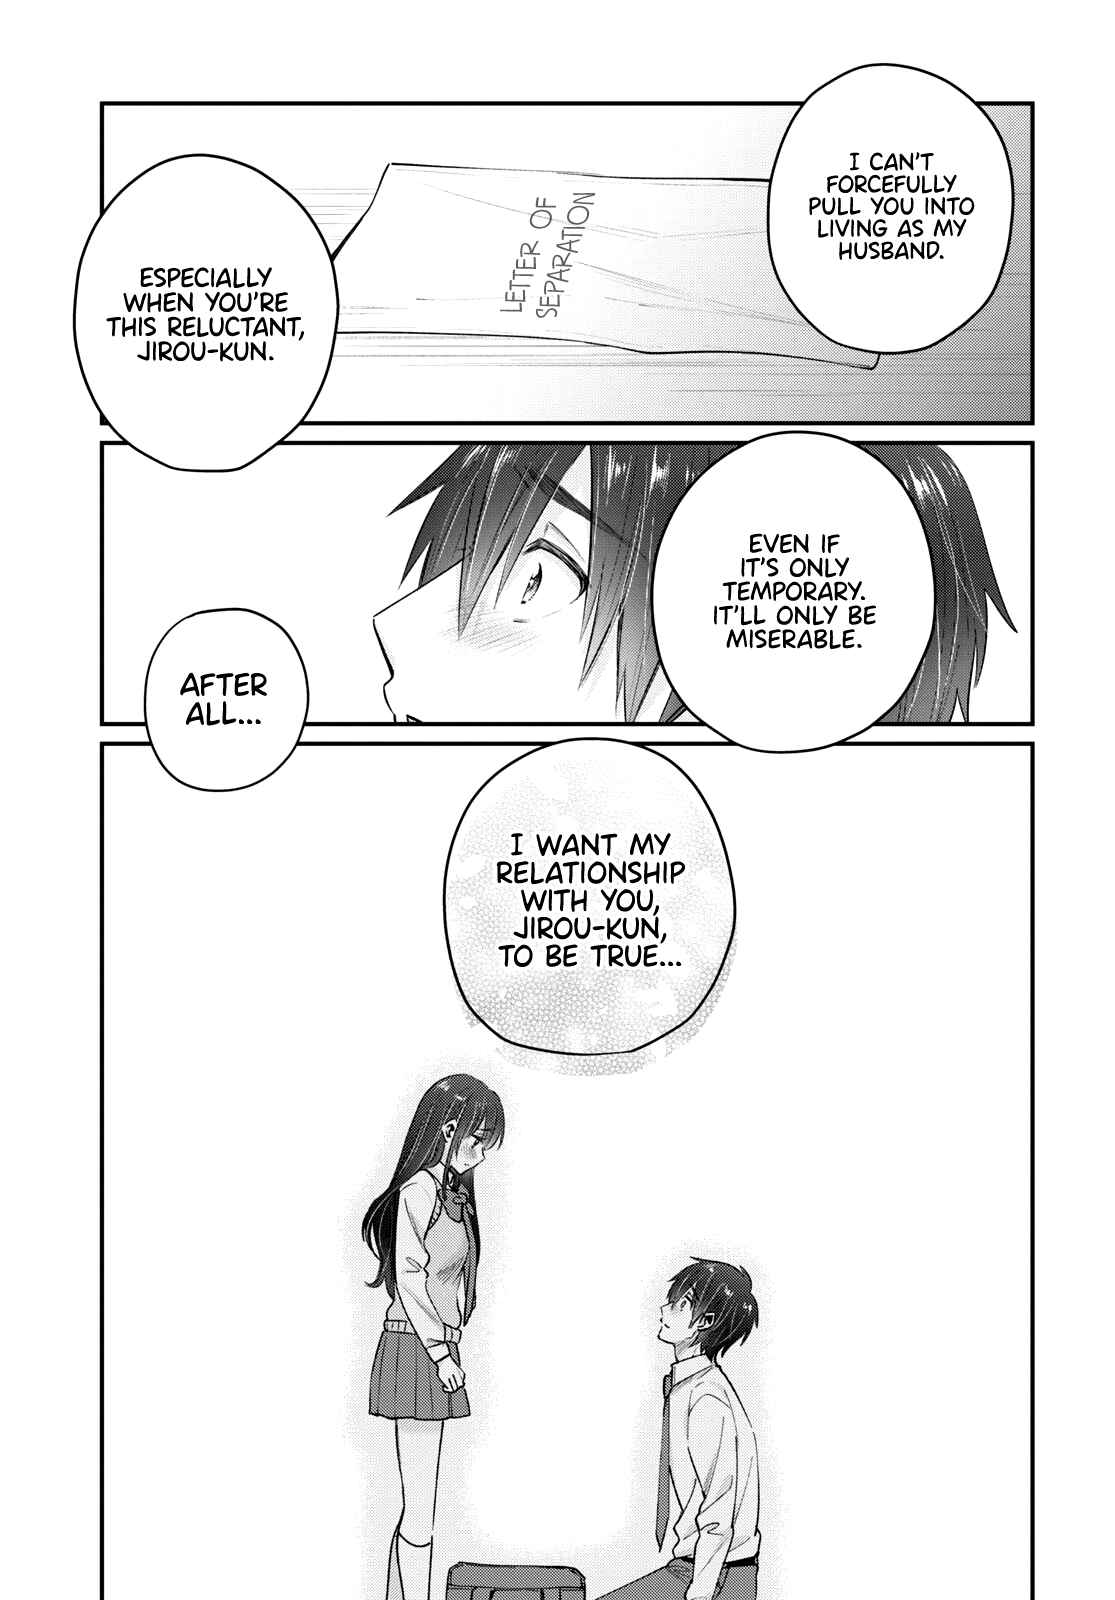 I CAN'T
FORCEFULLY
PULL YOU INTO
LIVING AS MY
HUSBAND.
LETTER OF
SEPARATION
ESPECIALLY
WHEN YOU'RE
THIS RELUCTANT,
JIROU-KUN.
EVEN IF
IT'S ONLY
TEMPORARY.
IT'LL ONLY BE
MISERABLE.
AFTER
ALL...
I WANT MY
RELATIONSHIP
WITH YOU,
JIROU-KUN,
TO BE TRUE...